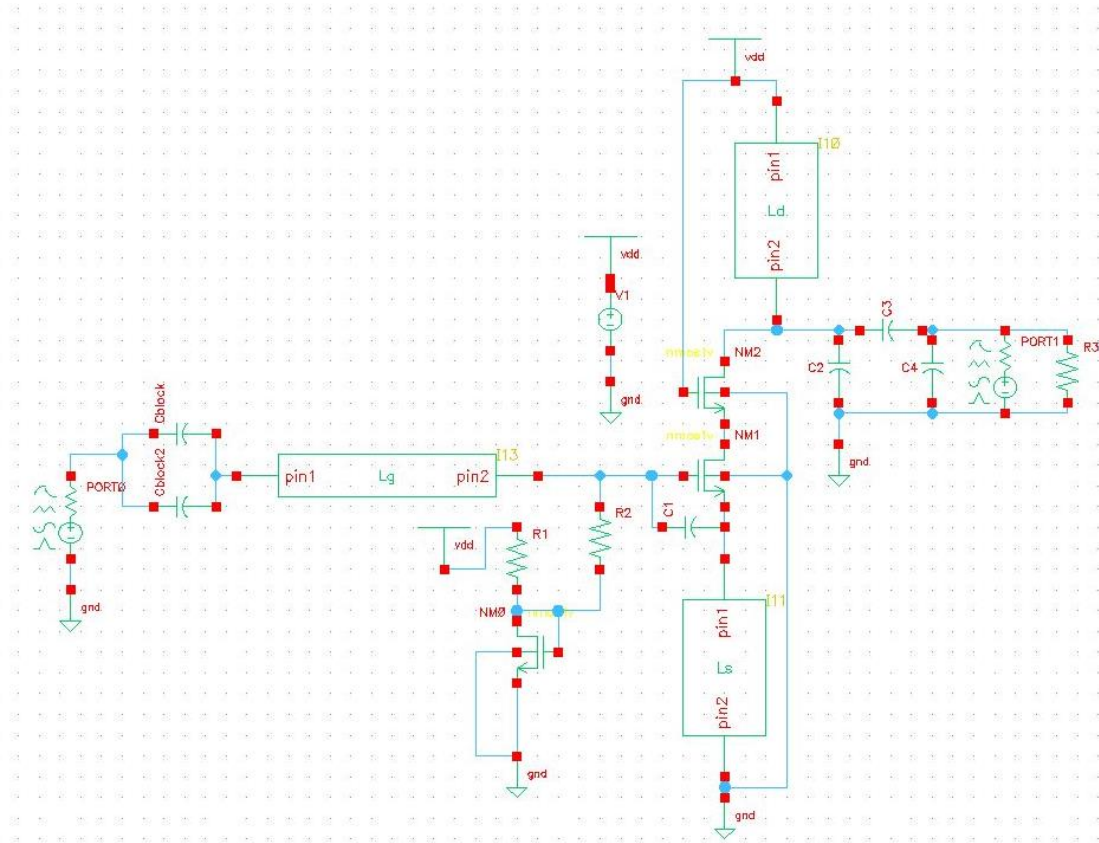 vdd
I10
pin1
Ld
pin2
vdd
V1
gnd
C3
NM2
C2
C4
PORT1
R3
NM1
gnd
Cblock
Cblock2
PORT0
gnd
I13
pin1
Lg
pin2
C1
R2
vdd
R1
NM0
gnd
I11
pin1
Ls
pin2
gnd